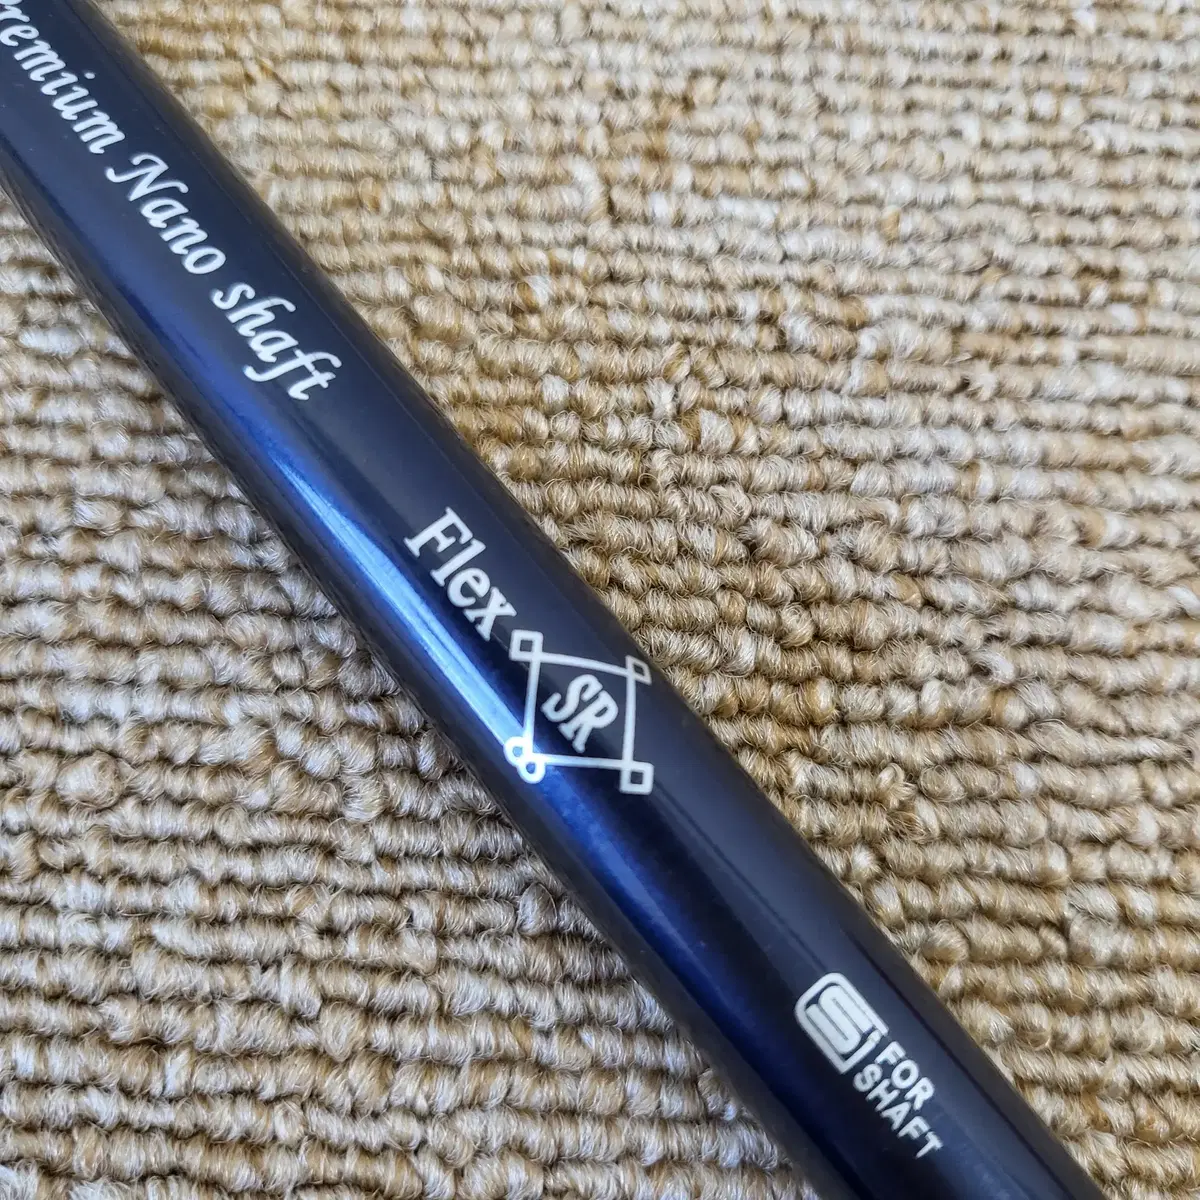 Premium Nano shaft
Flex SR
S FOR
SHAFT